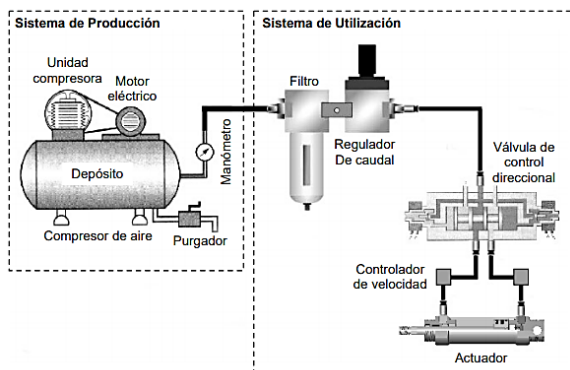 Sistema de Producción
Sistema de Utilización
Unidad
compresora
Motor
eléctrico
Manómetro
Depósito
Compresor de aire
Purgador
Filtro
Regulador
De caudal
Válvula de
control
direccional
Controlador
de velocidad
Actuador